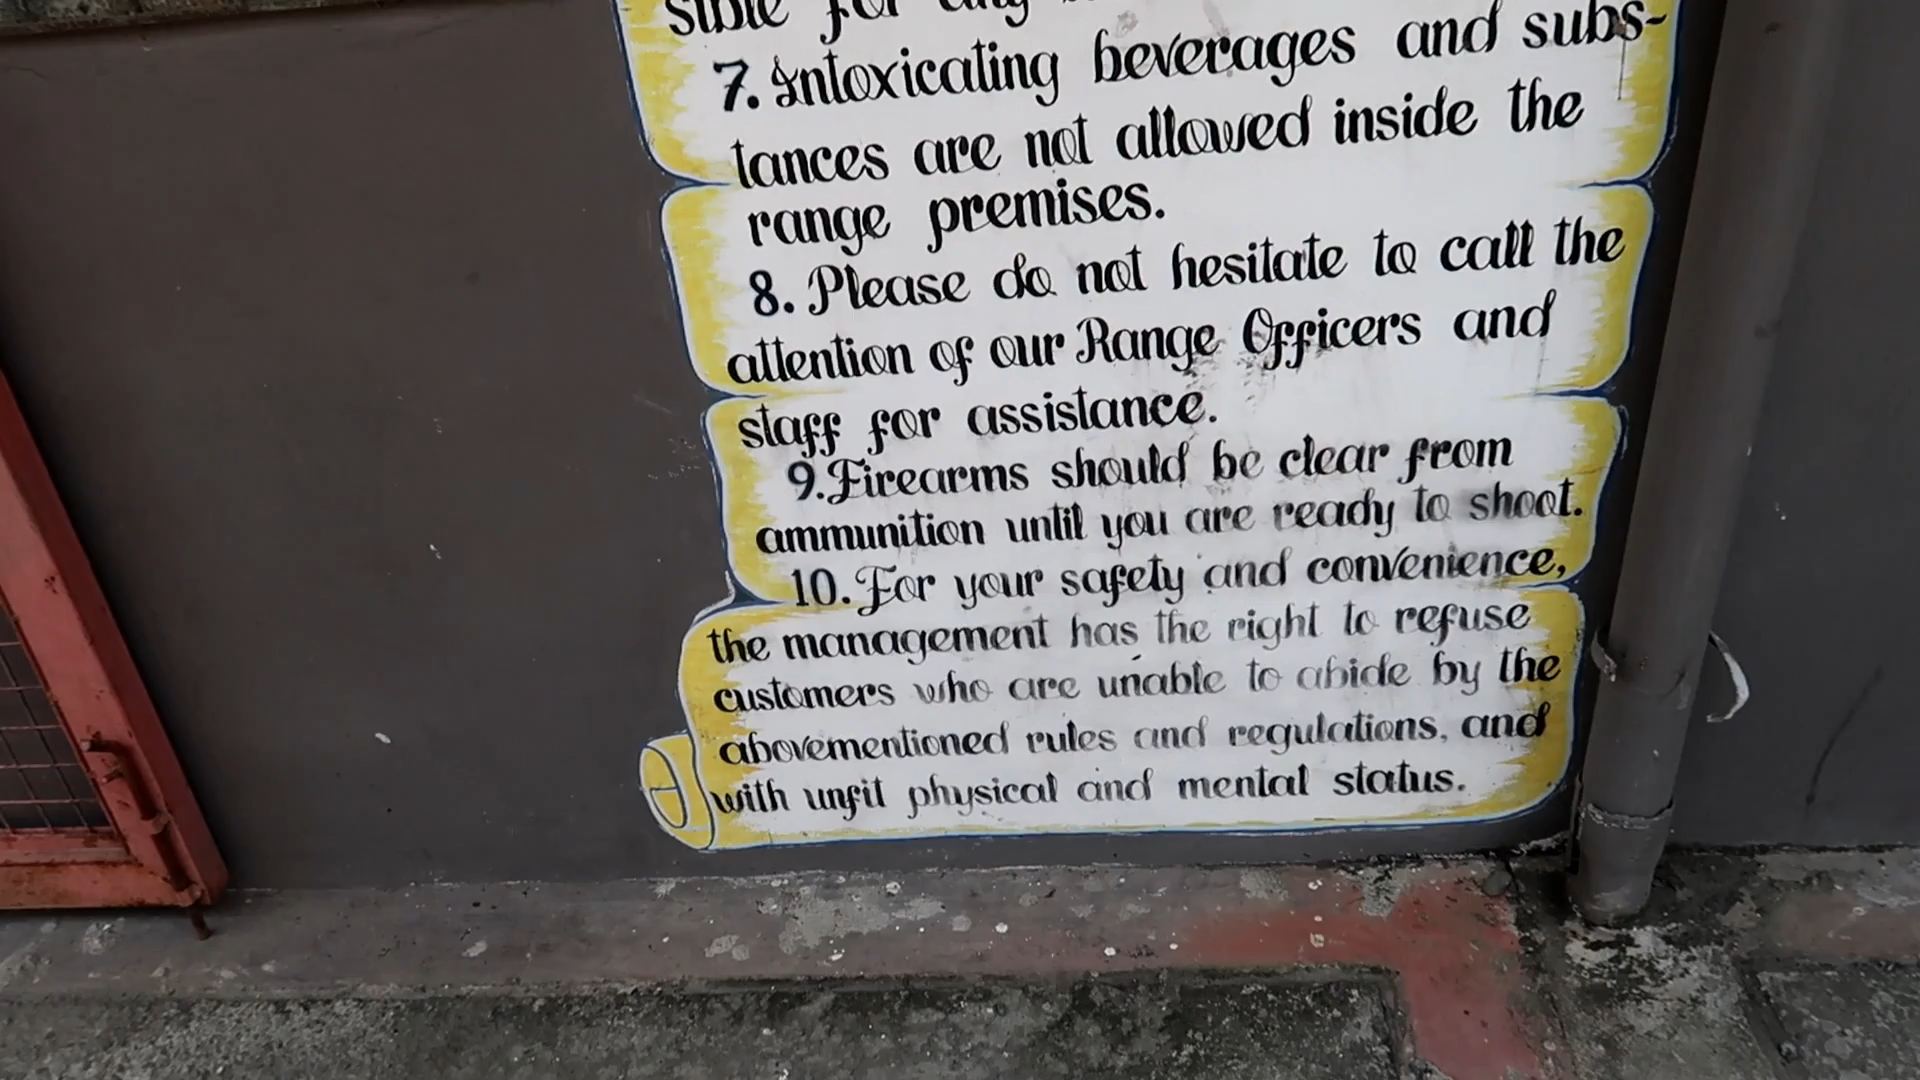 sible for any
7. Intoxicating beverages and subs-
tances are not allowed inside the
range premises.
8. Please do not hesitate to call the
attention of our Range Officers and
staff for assistance.
9. Firearms should be clear from
ammunition until you are ready to shoot.
10. For your safety and convenience,
the management has the right to refuse
customers who are unable to abide by the
abovementioned rules and regulations, and
with unfit physical and mental status.